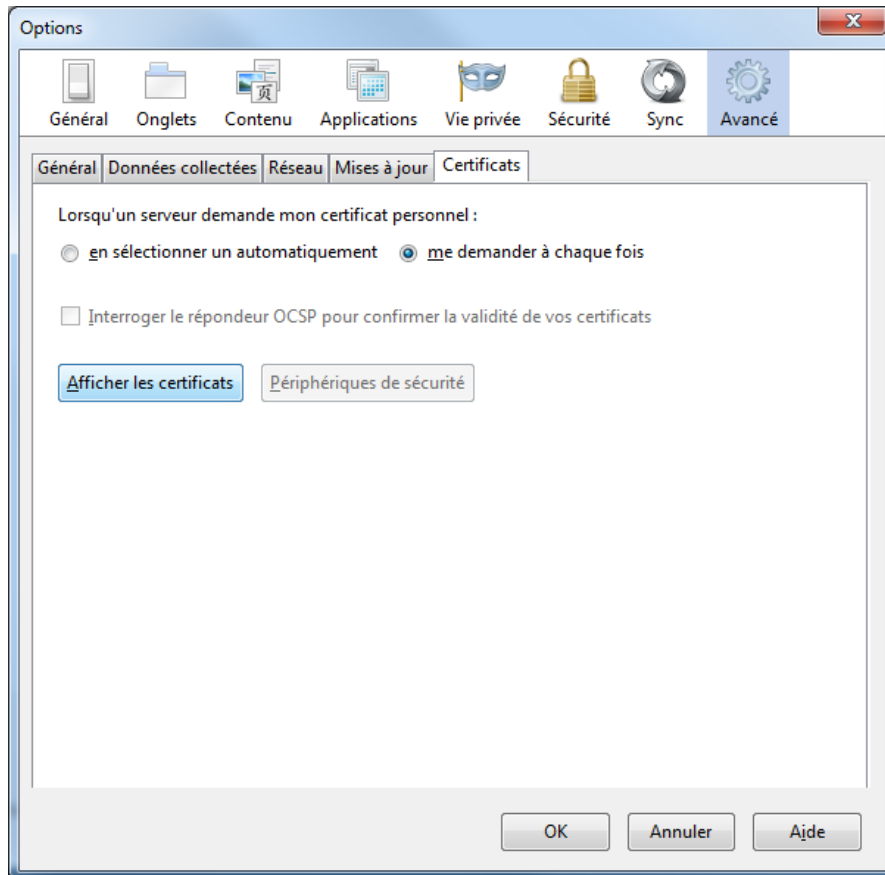 Options
Général Onglets Contenu Applications Vie privée Sécurité Sync Avancé
Général Données collectées Réseau Mises à jour Certificats
Lorsqu'un serveur demande mon certificat personnel :
en sélectionner un automatiquement me demander à chaque fois
Interroger le répondeur OCSP pour confirmer la validité de vos certificats
Afficher les certificats Périphériques de sécurité
OK Annuler Aide